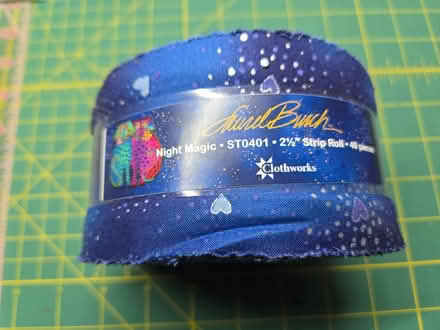 Laurel Burch
Night Magic • ST0401 • 2½" Strip Roll • 40 pieces
Clothworks